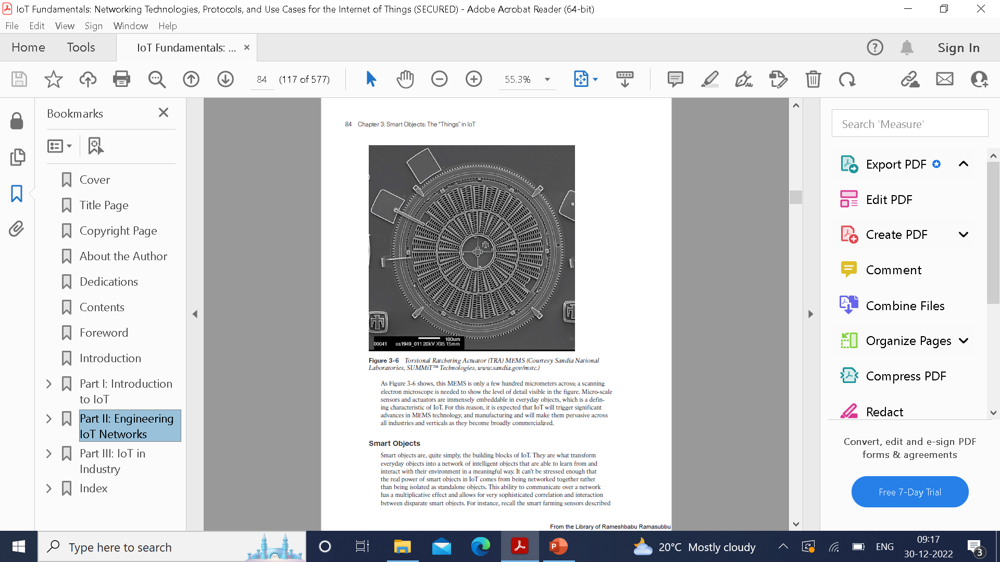 IoT Fundamentals: Networking Technologies, Protocols, and Use Cases for the Internet of Things (SECURED) - Adobe Acrobat Reader (64-bit)
File Edit View Sign Window Help
Home Tools IoT Fundamentals: ... Sign In
84 (117 of 577) 55.3%
Bookmarks
Cover
Title Page
Copyright Page
About the Author
Dedications
Contents
Foreword
Introduction
Part I: Introduction
to IoT
Part II: Engineering
IoT Networks
Part III: IoT in
Industry
Index
84 Chapter 3: Smart Objects: The “Things” in IoT
100um
00041 os1949_011 20kV X95 15mm
Figure 3-6 Torsional Ratcheting Actuator (TRA) MEMS (Courtesy Sandia National
Laboratories, SUMMiT™ Technologies, www.sandia.gov/mstc.)
As Figure 3-6 shows, this MEMS is only a few hundred micrometers across; a scanning
electron microscope is needed to show the level of detail visible in the figure. Micro-scale
sensors and actuators are immensely embeddable in everyday objects, which is a defin-
ing characteristic of IoT. For this reason, it is expected that IoT will trigger significant
advances in MEMS technology, and manufacturing and will make them pervasive across
all industries and verticals as they become broadly commercialized.
Smart Objects
Smart objects are, quite simply, the building blocks of IoT. They are what transform
everyday objects into a network of intelligent objects that are able to learn from and
interact with their environment in a meaningful way. It can’t be stressed enough that
the real power of smart objects in IoT comes from being networked together rather
than being isolated as standalone objects. This ability to communicate over a network
has a multiplicative effect and allows for very sophisticated correlation and interaction
between disparate smart objects. For instance, recall the smart farming sensors described
From the Library of Rameshbabu Ramasubbu
Search 'Measure'
Export PDF
Edit PDF
Create PDF
Comment
Combine Files
Organize Pages
Compress PDF
Redact
Convert, edit and e-sign PDF
forms & agreements
Free 7-Day Trial
Type here to search
20°C Mostly cloudy
ENG
09:17
30-12-2022
3